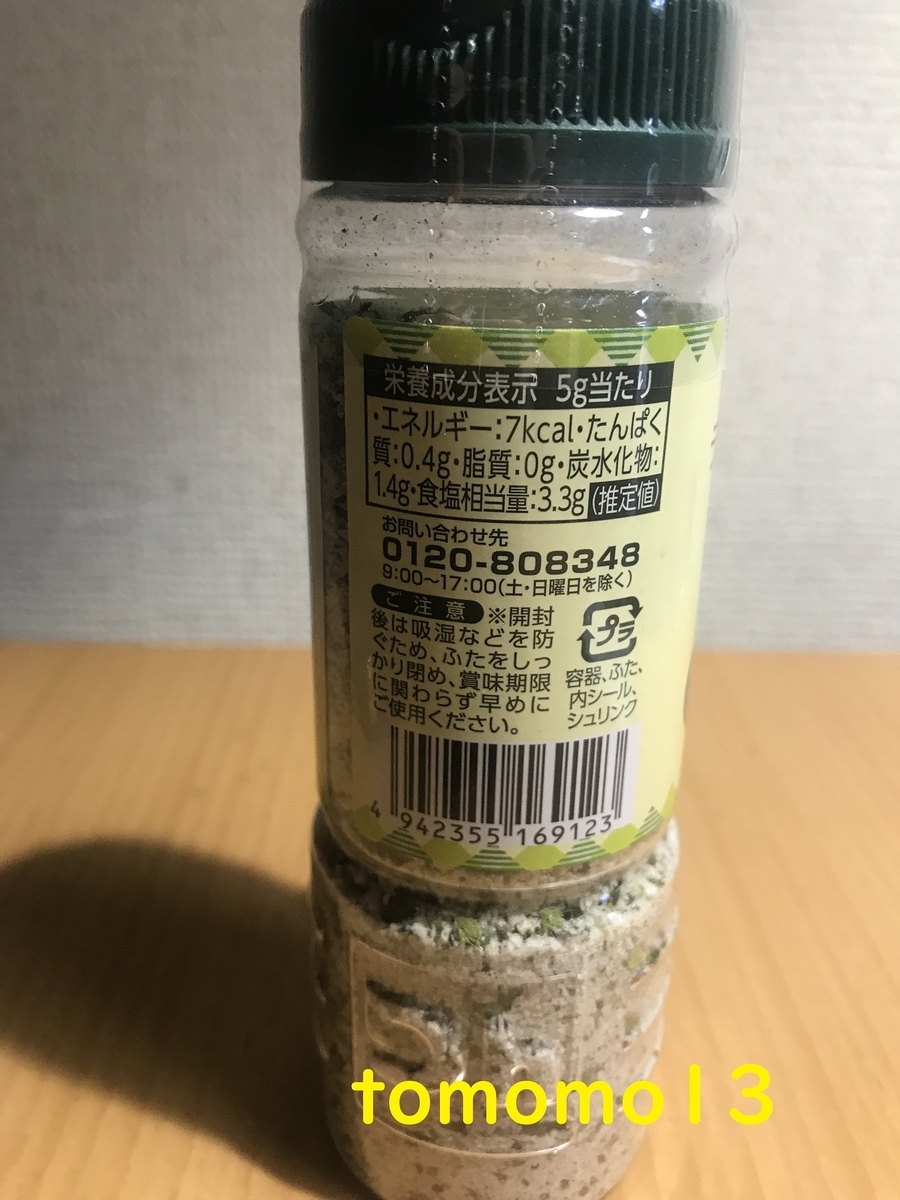 栄養成分表示 5g当たり
・エネルギー:7kcal・たんぱく
質:0.4g・脂質:0g・炭水化物:
1.4g・食塩相当量:3.3g(推定値)
お問い合わせ先
0120-808348
9:00～17:00(土・日曜日を除く)
ご注意 ※開封
後は吸湿などを防
ぐため、ふたをしっ
かり閉め、賞味期限
に関わらず早めに
ご使用ください。
プラ
容器、ふた、
内シール、
シュリンク
4 942355 169123
tomomo13